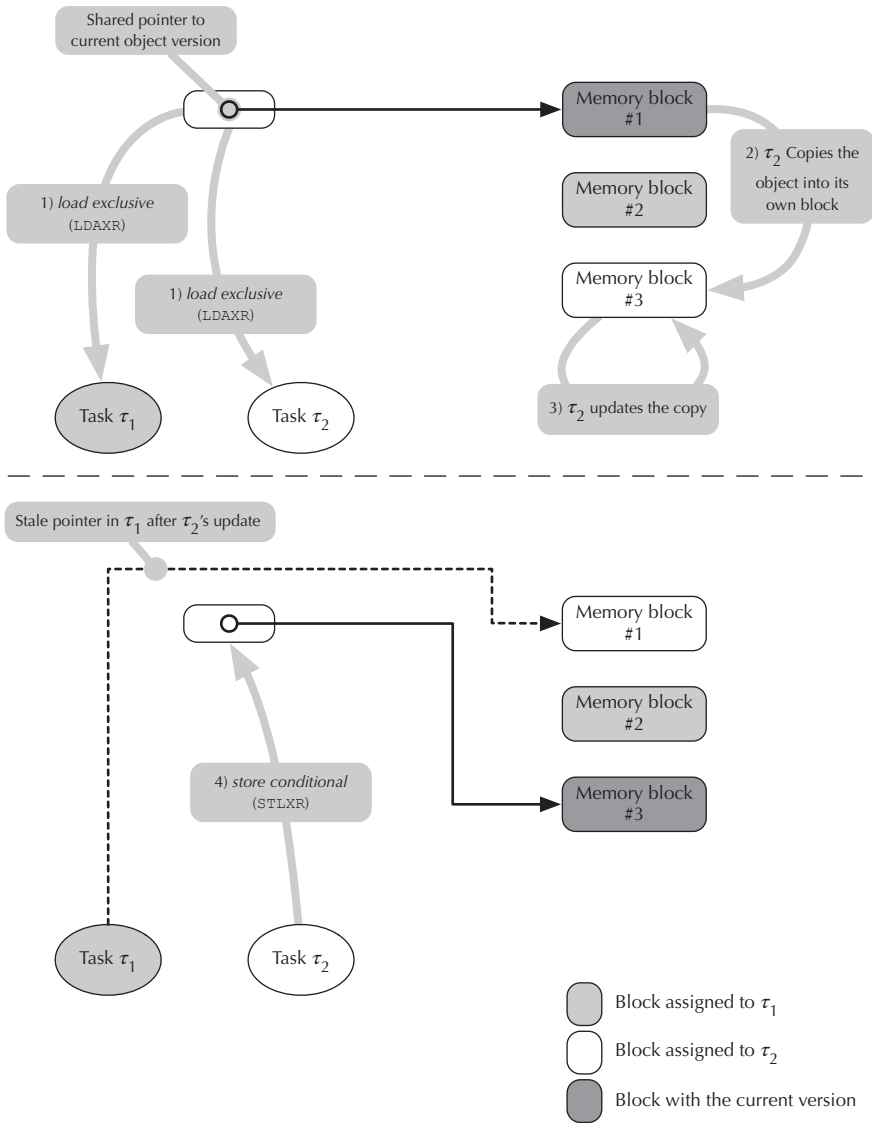 Shared pointer to
current object version
Memory block
#1
2) τ2 Copies the
object into its
own block
1) load exclusive
(LDAXR)
Memory block
#2
1) load exclusive
(LDAXR)
Memory block
#3
Task τ1
Task τ2
3) τ2 updates the copy
Stale pointer in τ1 after τ2's update
Memory block
#1
Memory block
#2
4) store conditional
(STLXR)
Memory block
#3
Task τ1
Task τ2
Block assigned to τ1
Block assigned to τ2
Block with the current version